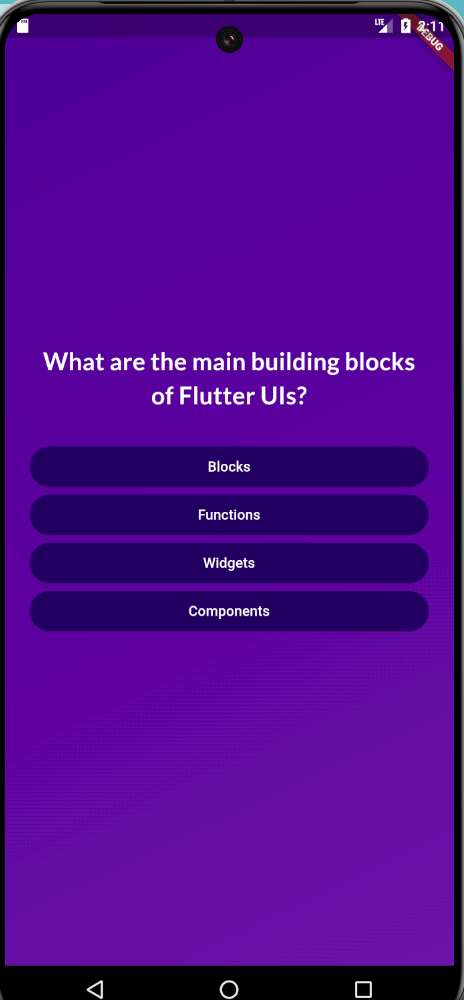 LTE
2:11
DEBUG
What are the main building blocks
of Flutter UIs?
Blocks
Functions
Widgets
Components